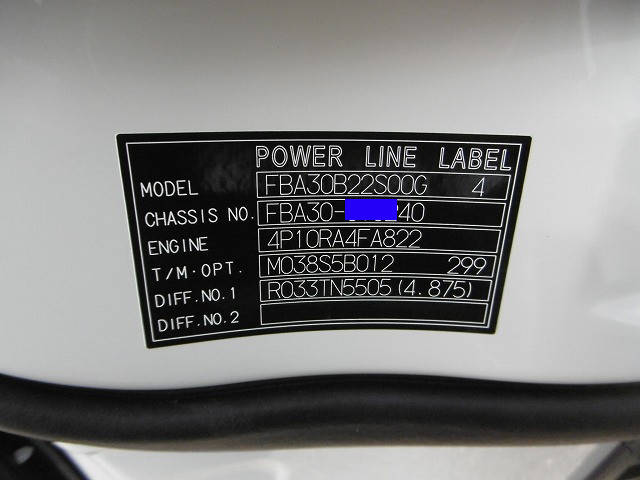 POWER LINE LABEL
MODEL FBA30B22S00G 4
CHASSIS NO. FBA30- 40
ENGINE 4P10RA4FA822
T/M·OPT. M038S5B012 299
DIFF.NO.1 R033TN5505(4.875)
DIFF.NO.2